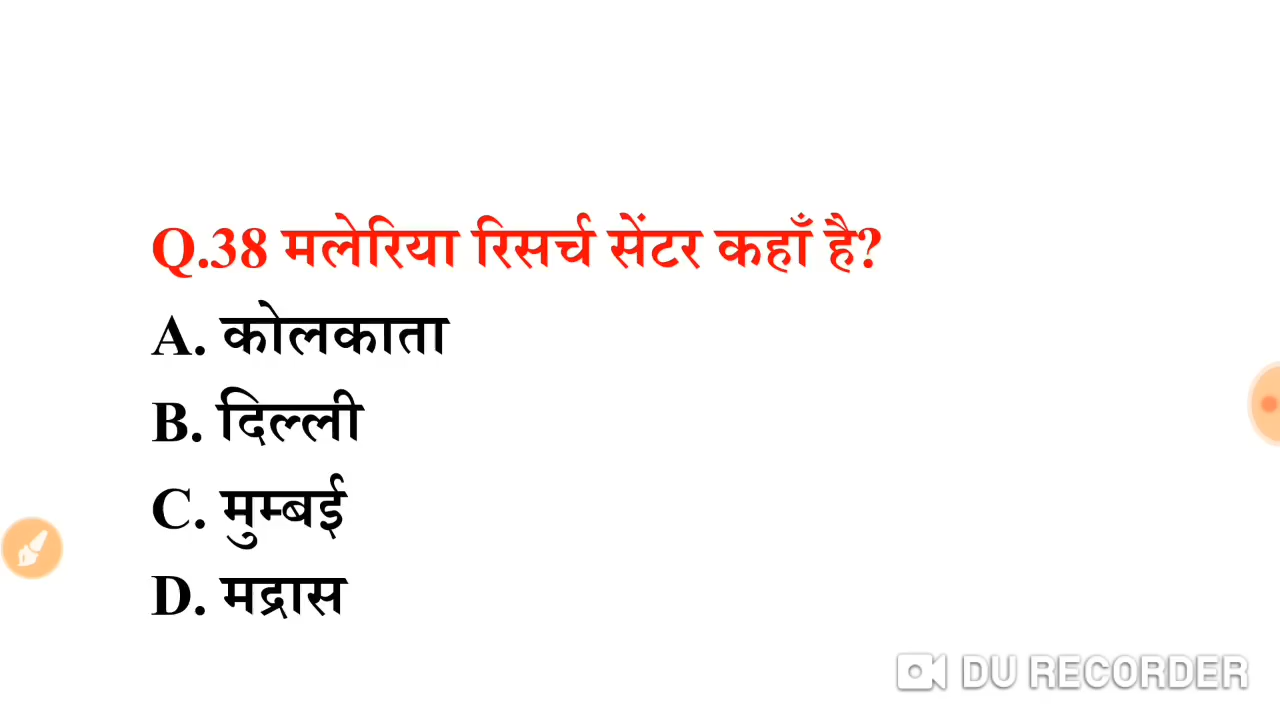 Q.38 मलेरिया रिसर्च सेंटर कहाँ है?
A. कोलकाता
B. दिल्ली
C. मुम्बई
D. मद्रास
DU RECORDER